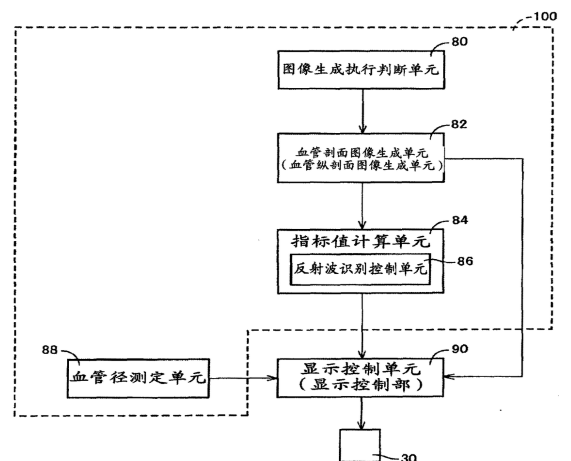 100
80
图像生成执行判断单元
82
血管剖面图像生成单元
(血管纵剖面图像生成单元)
84
指标值计算单元
反射波识别控制单元
86
88
血管径测定单元
90
显示控制单元
(显示控制部)
30